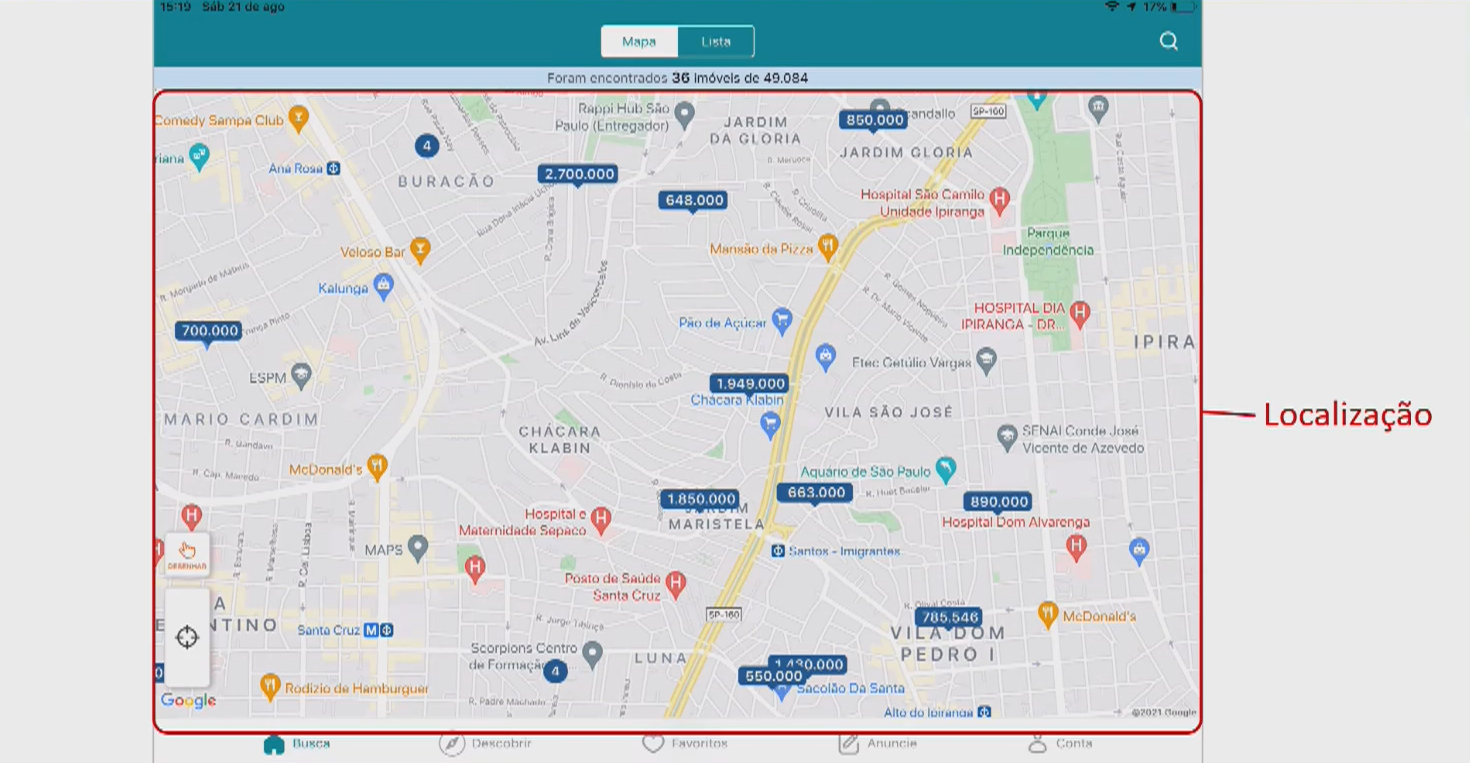 15:19 Sáb 21 de ago
17%
Mapa Lista
Foram encontrados 36 imóveis de 49.084
Comedy Sampa Club
Rappi Hub São
Paulo (Entregador)
JARDIM
DA GLORIA
850.000
SP-160
4
riana
Ana Rosa
BURACÃO
2.700.000
648.000
JARDIM GLORIA
Hospital São Camilo
Unidade Ipiranga
Veloso Bar
Mansão da Pizza
Parque
Independência
Kalunga
Pão de Açúcar
HOSPITAL DIA
IPIRANGA - DR...
700.000
Av. Lins de Vasconcelos
IPIRA
ESPM
R. Dionísio da Costa
1.949.000
Chácara Klabin
Etec Getúlio Vargas
MARIO CARDIM
CHÁCARA
KLABIN
VILA SÃO JOSÉ
SENAI Conde José
Vicente de Azevedo
R. Cap. Macedo
McDonald's
Aquário de São Paulo
1.850.000
663.000
890.000
JARDIM
MARISTELA
Hospital e
Maternidade Sepaco
Hospital Dom Alvarenga
MAPS
Santos - Imigrantes
DESENHAR
Posto de Saúde
Santa Cruz
SP-160
785.546
McDonald's
Santa Cruz M
VILA DOM
PEDRO I
Scorpions Centro
de Formação
4
LUNA
1.430.000
550.000
Sacolão Da Santa
Rodízio de Hamburguer
R. Padre Machado
Alto do Ipiranga
Google
©2021 Google
Busca Descobrir Favoritos Anuncie Conta
Localização